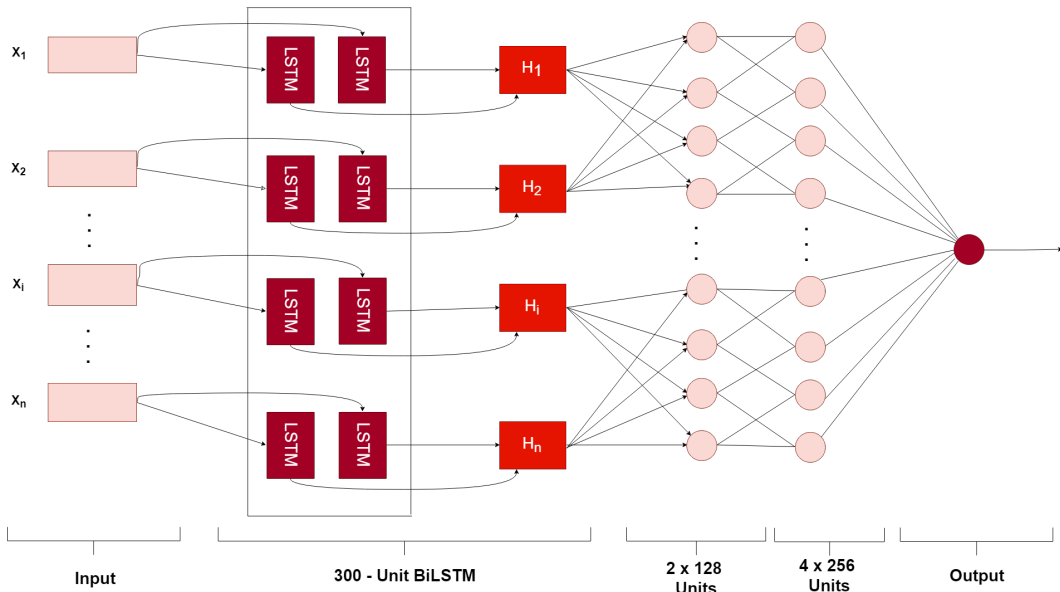 X1
LSTM
LSTM
H1
X2
LSTM
LSTM
H2
Xi
LSTM
LSTM
Hi
Xn
LSTM
LSTM
Hn
Input
300 - Unit BiLSTM
2 x 128
Units
4 x 256
Units
Output